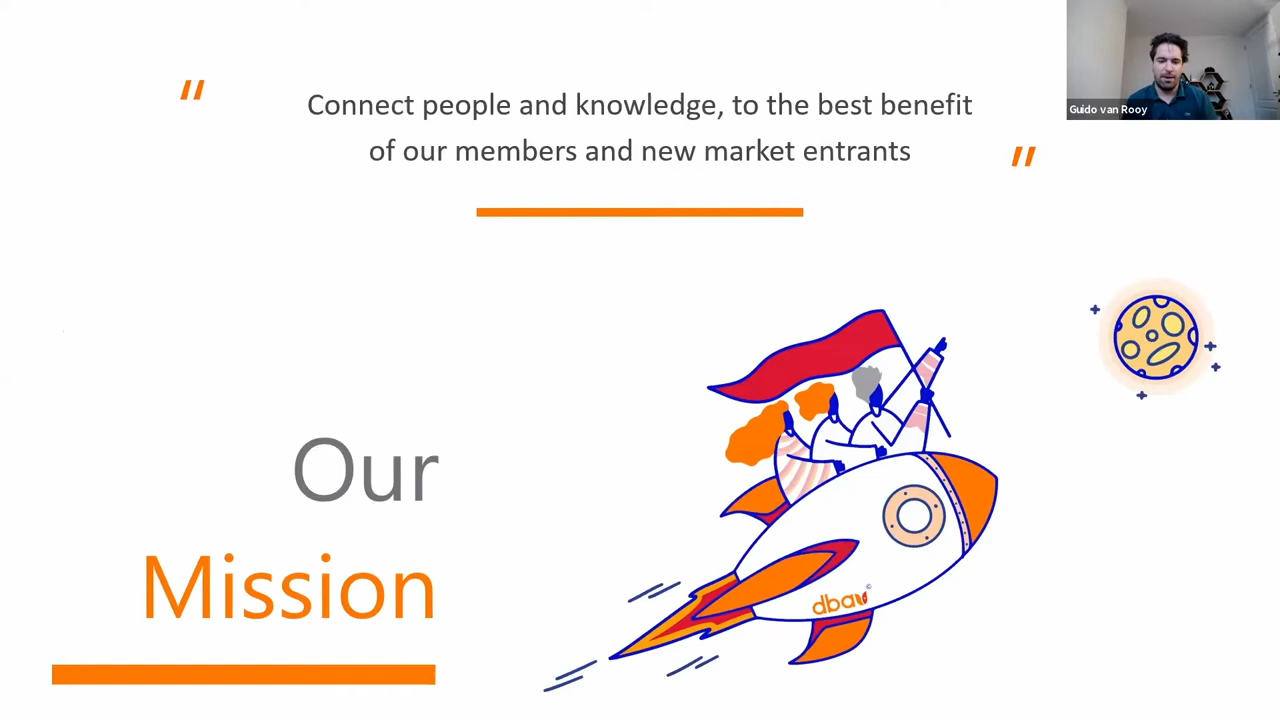 "
Connect people and knowledge, to the best benefit
of our members and new market entrants
"
Guido van Rooy
Our
Mission
dbav
©